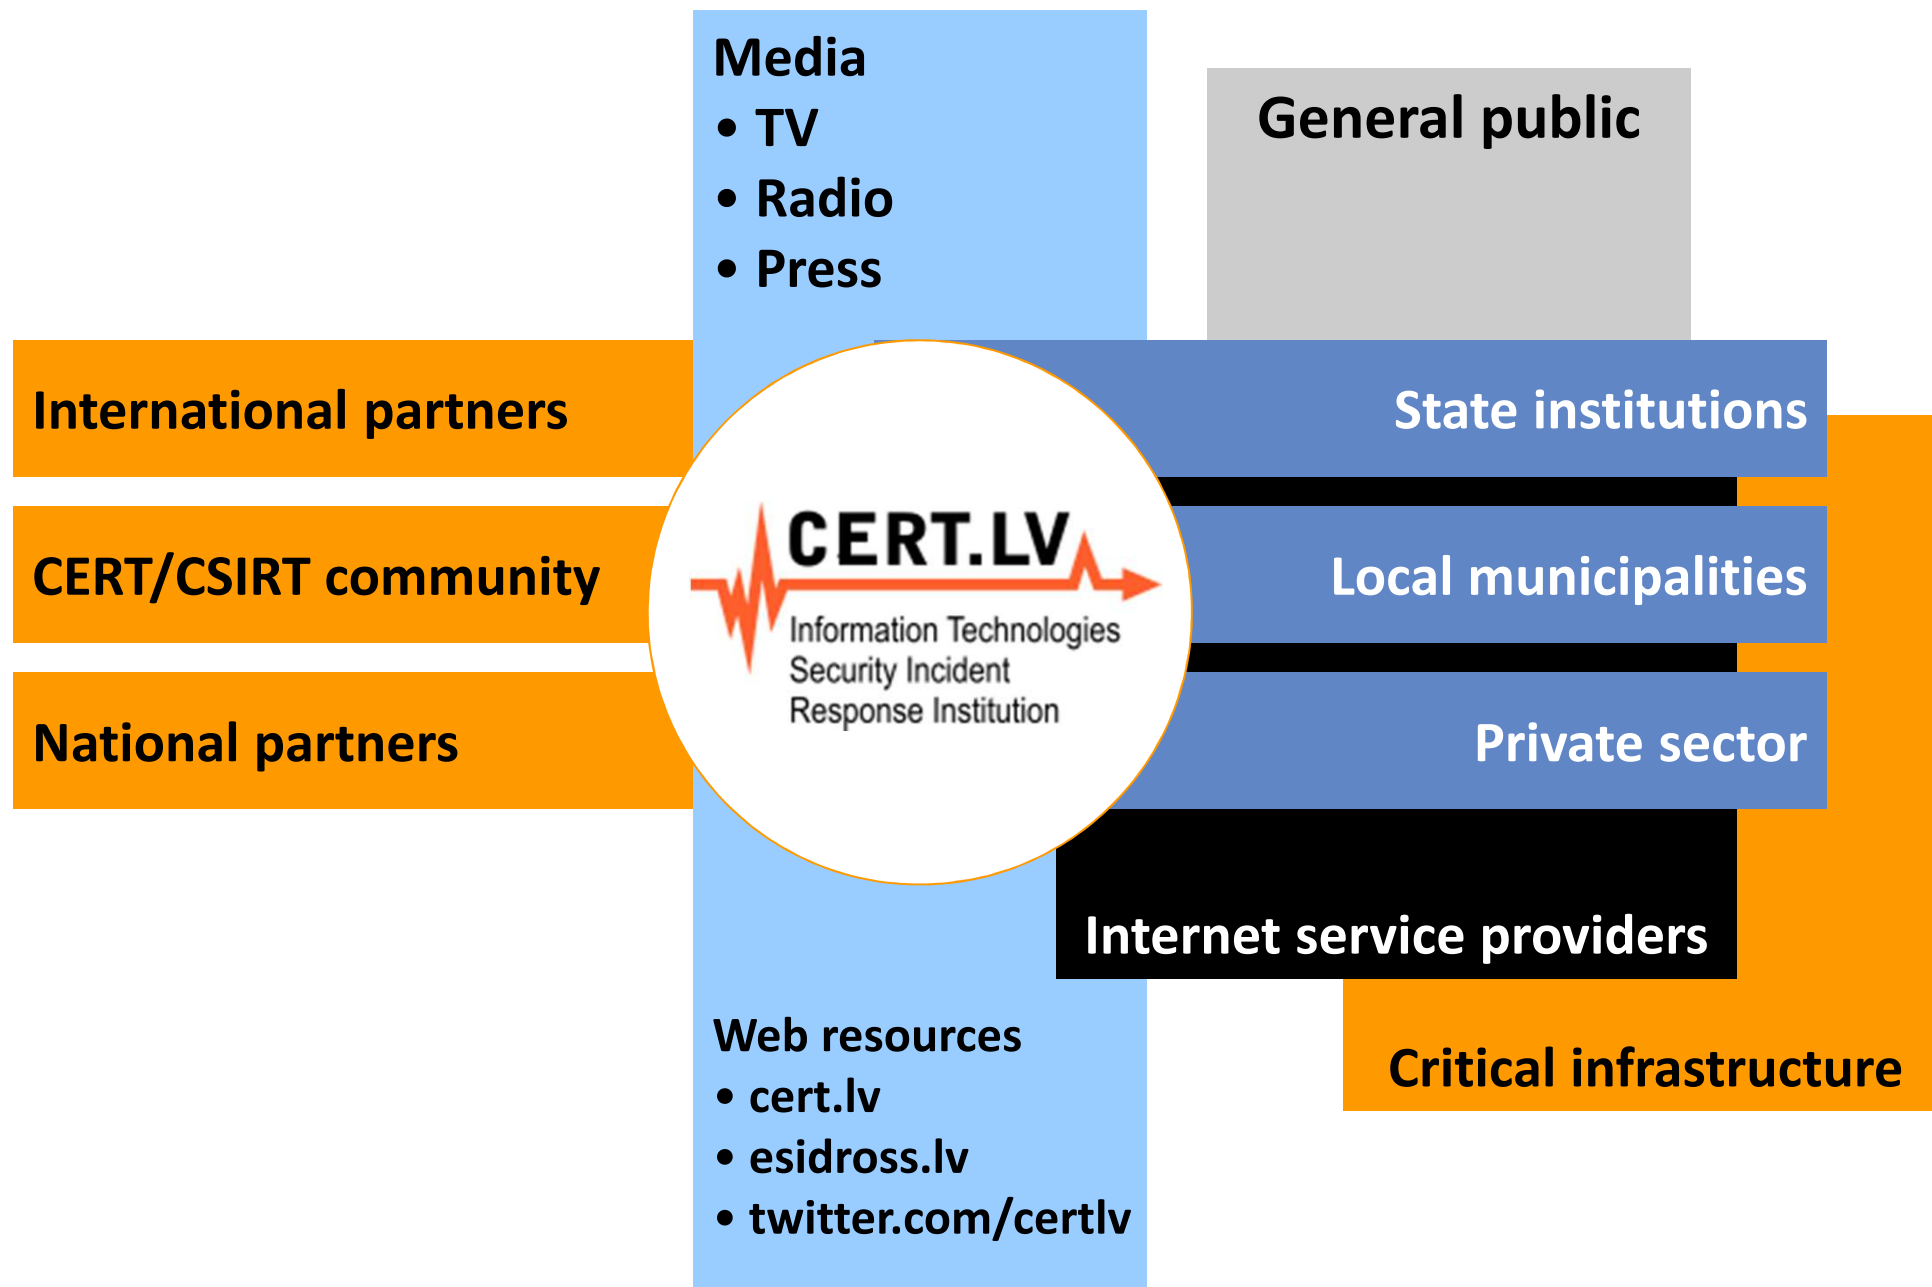 Media
• TV
• Radio
• Press
General public
International partners
CERT/CSIRT community
National partners
CERT.LV
Information Technologies
Security Incident
Response Institution
State institutions
Local municipalities
Private sector
Internet service providers
Critical infrastructure
Web resources
• cert.lv
• esidross.lv
• twitter.com/certlv